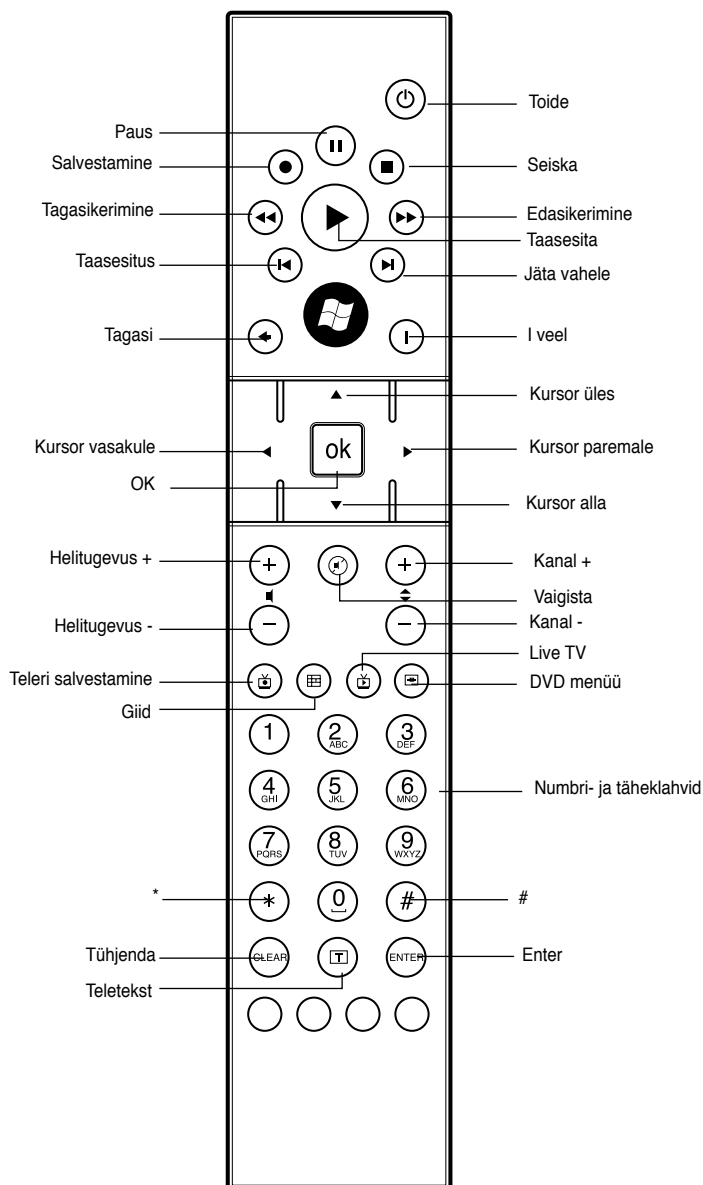 Toide
Paus
Salvestamine
Seiska
Tagasikerimine
Edasikerimine
Taasesita
Taasesitus
Jäta vahele
Tagasi
I veel
Kursor üles
Kursor vasakule
ok
Kursor paremale
OK
Kursor alla
Helitugevus +
Kanal +
Vaigista
Helitugevus -
Kanal -
Live TV
Teleri salvestamine
DVD menüü
Giid
1
2 ABC
3 DEF
4 GHI
5 JKL
6 MNO
Numbri- ja täheklahvid
7 PQRS
8 TUV
9 WXYZ
*
* 0 #
#
Tühjenda
CLEAR T ENTER
Enter
Teletekst